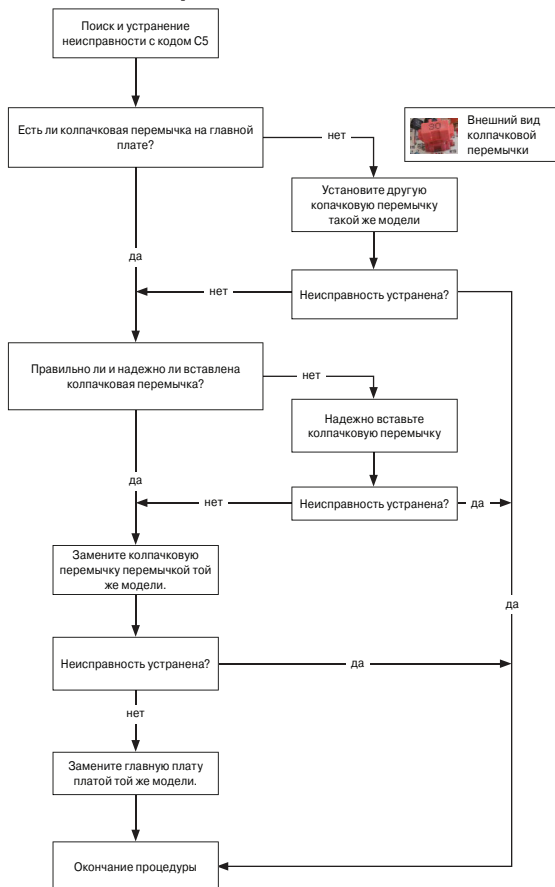 Поиск и устранение
неисправности с кодом C5
Есть ли колпачковая перемычка на главной
плате?
нет
Внешний вид
колпачковой
перемычки
Установите другую
копачковую перемычку
такой же модели
да
нет
Неисправность устранена?
Правильно ли и надежно ли вставлена
колпачковая перемычка?
нет
Надежно вставьте
колпачковую перемычку
да
нет
Неисправность устранена?
да
Замените колпачковую
перемычку перемычкой той
же модели.
да
Неисправность устранена?
да
нет
Замените главную плату
платой той же модели.
Окончание процедуры